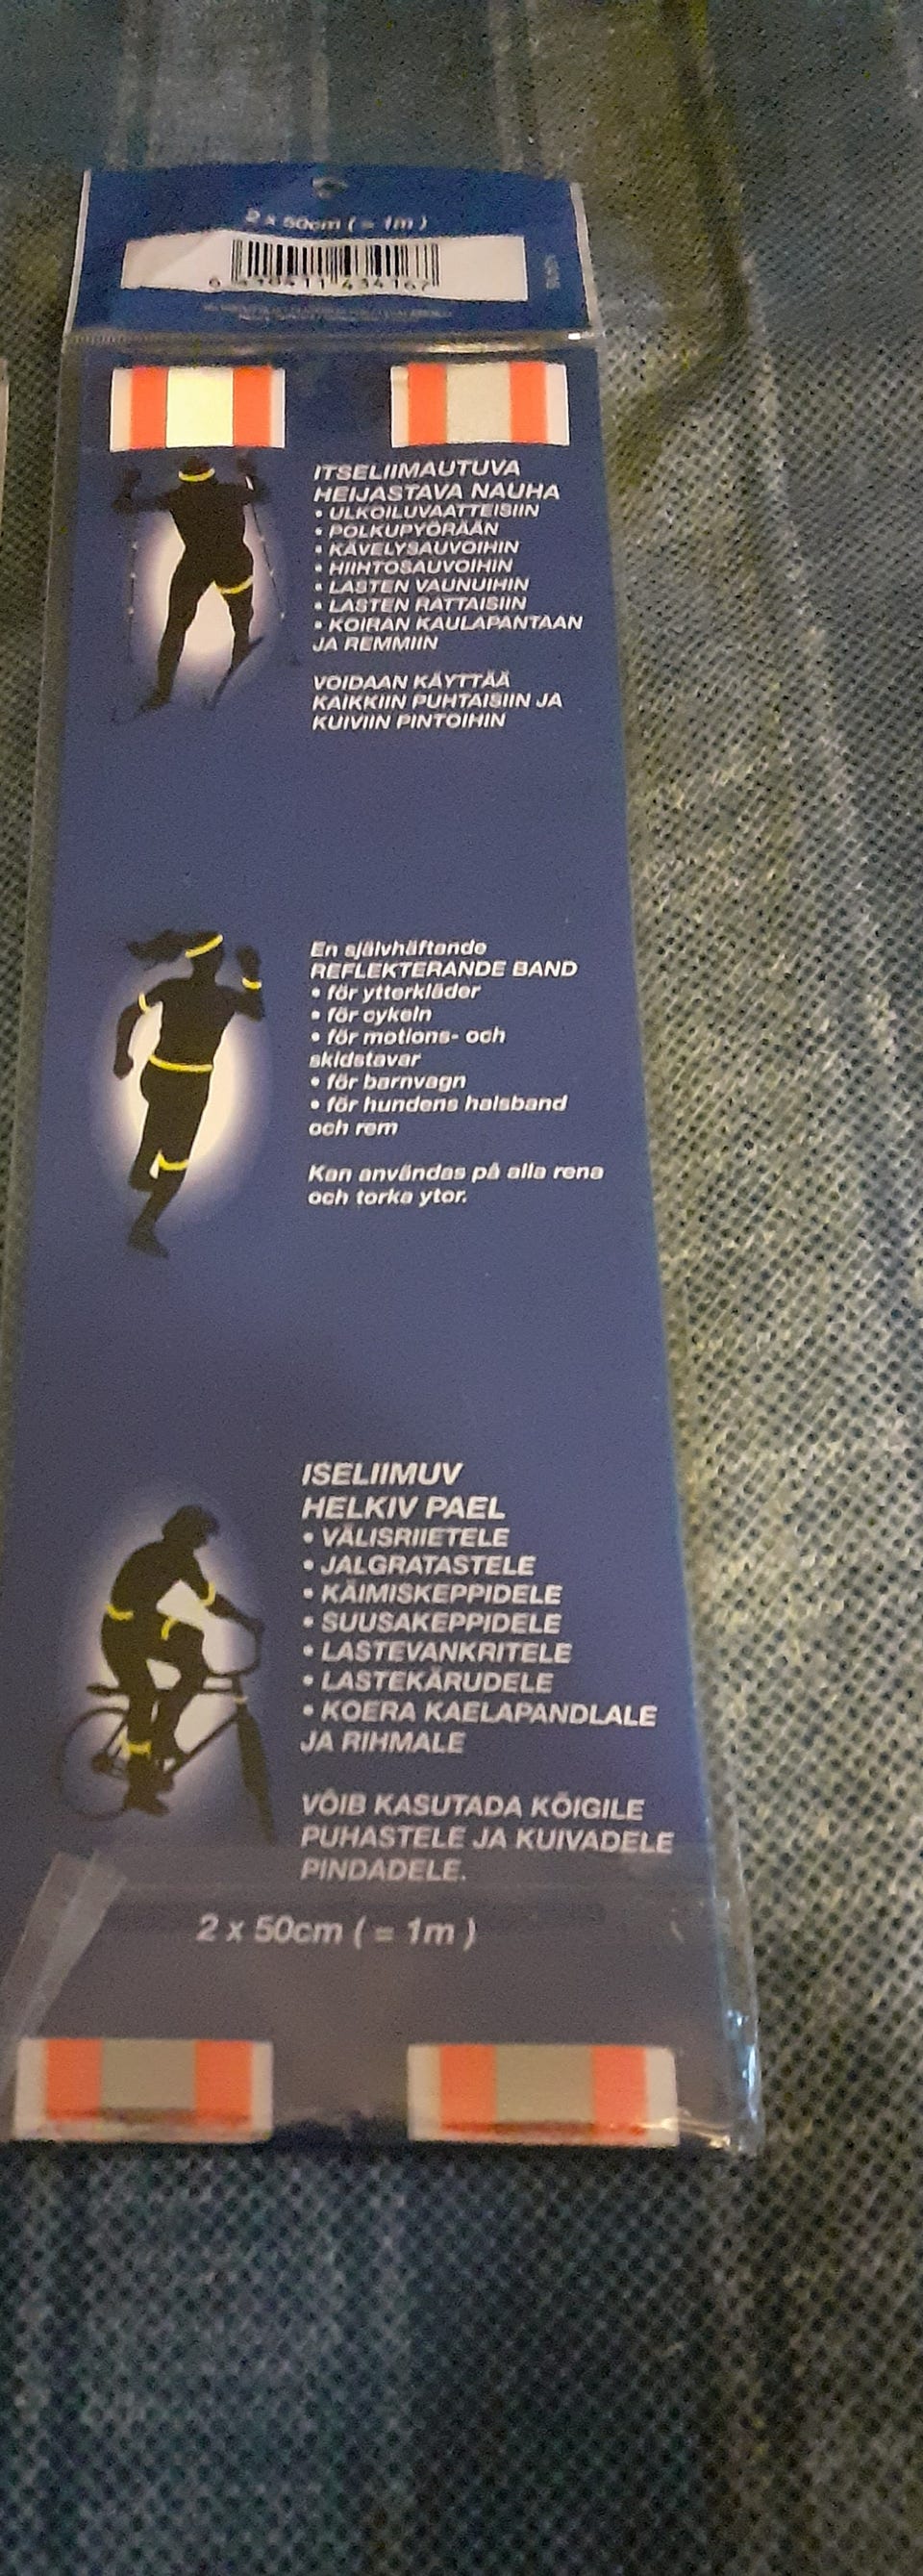 2 x 50cm ( = 1m )
ITSELIIMAUTUVA
HEIJASTAVA NAUHA
• ULKOILUVAATTEISIIN
• POLKUPYÖRÄÄN
• KÄVELYSAUVOIHIN
• HIIHTOSAUVOIHIN
• LASTEN VAUNUIHIN
• LASTEN RATTAISIIN
• KOIRAN KAULAPANTAAN
JA REMMIIN
VOIDAAN KÄYTTÄÄ
KAIKKIIN PUHTAISIIN JA
KUIVIIN PINTOIHIN
En självhäftande
REFLEKTERANDE BAND
• för ytterkläder
• för cykeln
• för motions- och
skidstavar
• för barnvagn
• för hundens halsband
och rem
Kan användas på alla rena
och torka ytor.
ISELIIMUV
HELKIV PAEL
• VÄLISRIIETELE
• JALGRATASTELE
• KÄIMISKEPPIDELE
• SUUSAKEPPIDELE
• LASTEVANKRITELE
• LASTEKÄRUDELE
• KOERA KAELAPANDLALE
JA RIHMALE
VÕIB KASUTADA KÕIGILE
PUHASTELE JA KUIVADELE
PINDADELE.
2 x 50cm ( = 1m )